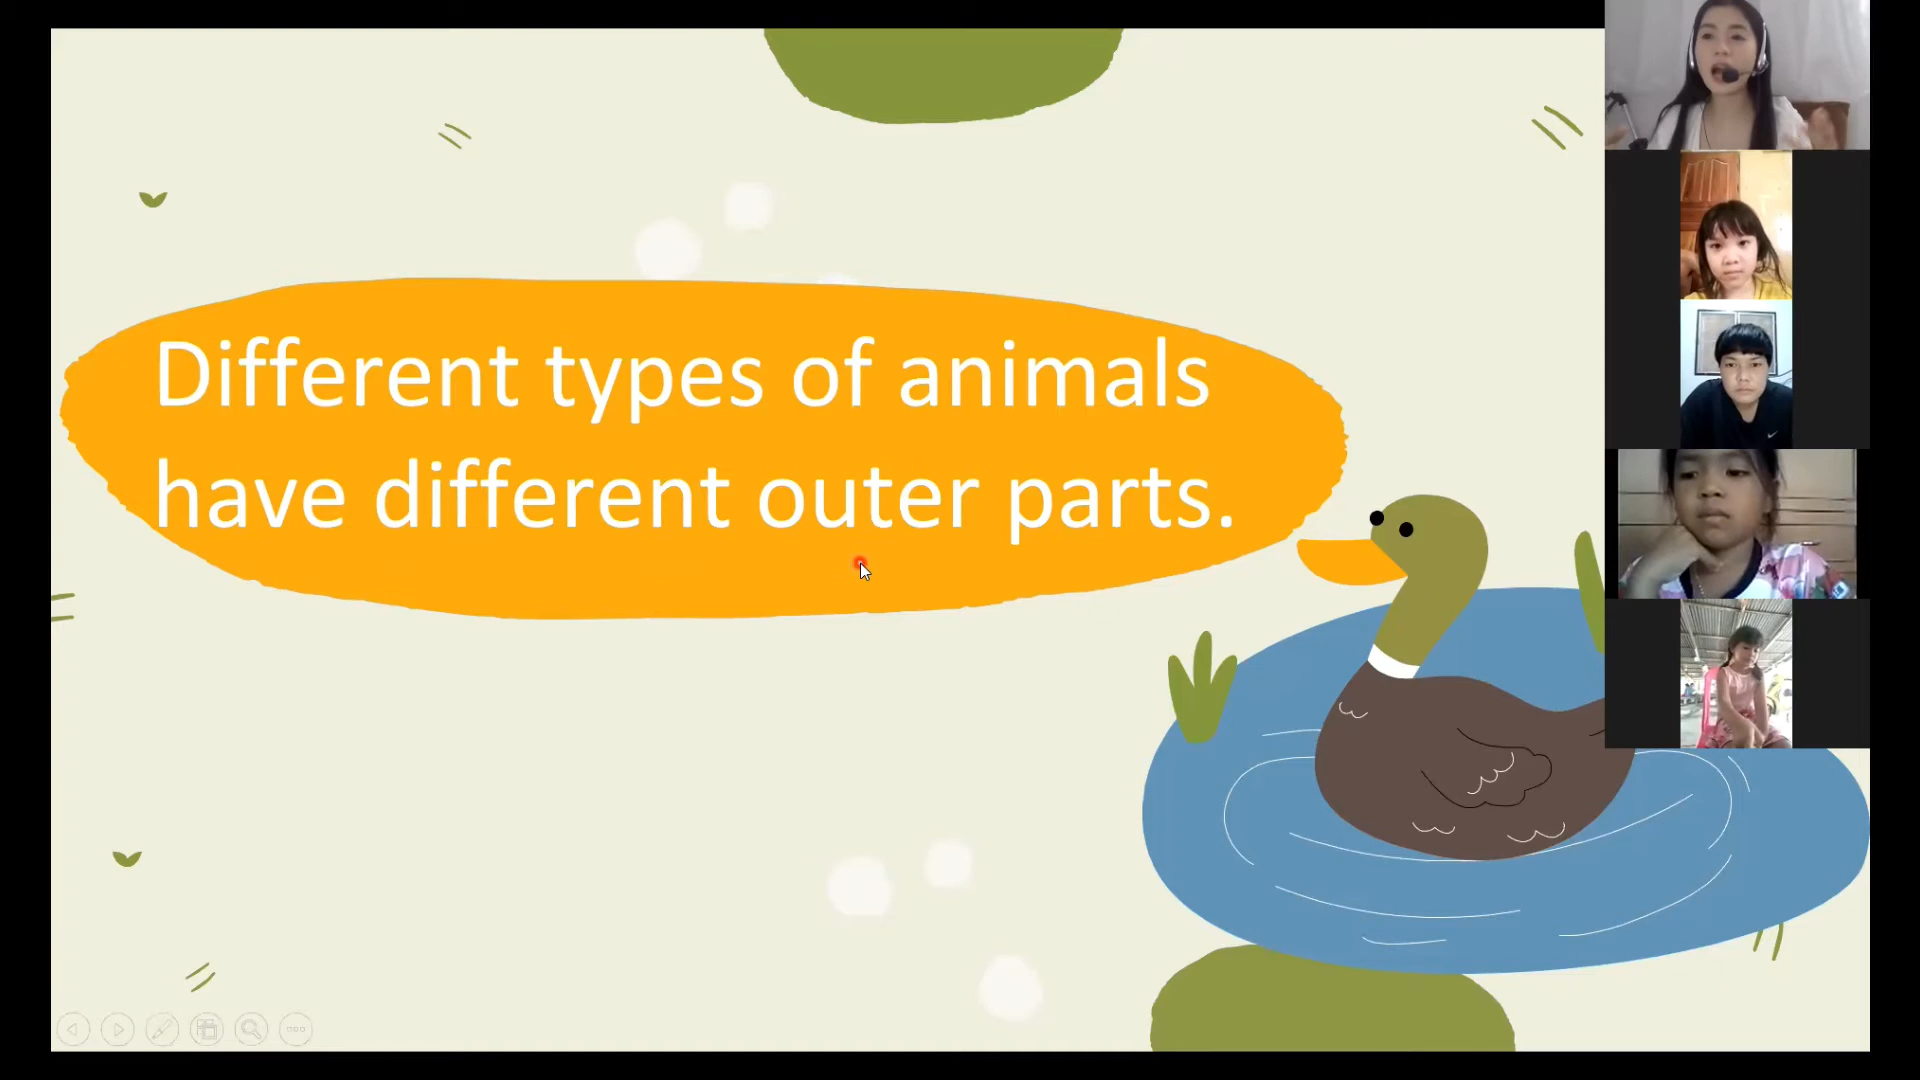 Different types of animals
have different outer parts.